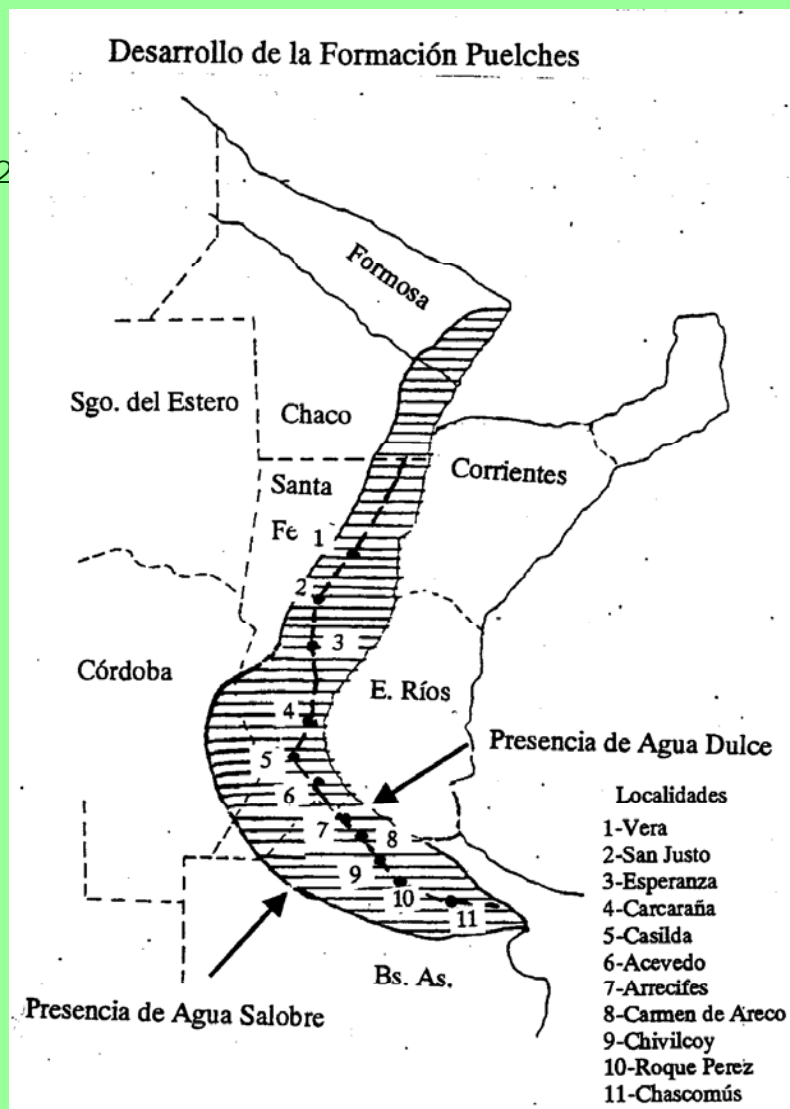 Desarrollo de la Formación Puelches
2
Formosa
Sgo. del Estero
Chaco
Corrientes
Santa
Fe
1
2
3
Córdoba
E. Ríos
4
Presencia de Agua Dulce
5
6
7
8
9
10
11
Bs. As.
Presencia de Agua Salobre
Localidades
1-Vera
2-San Justo
3-Esperanza
4-Carcaraña
5-Casilda
6-Acevedo
7-Arrecifes
8-Carmen de Areco
9-Chivilcoy
10-Roque Perez
11-Chascomús